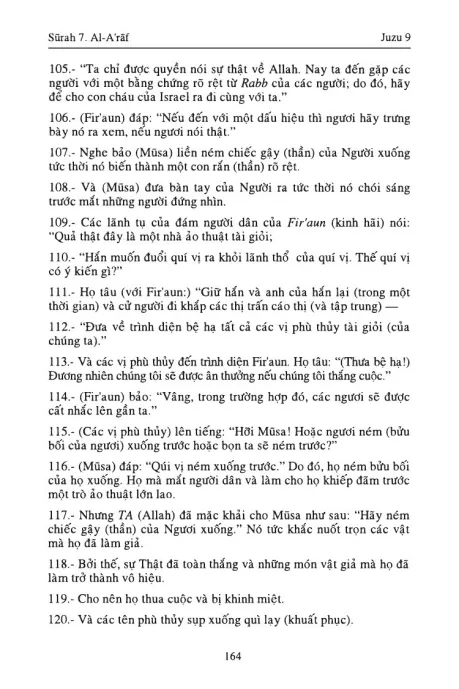 Sūrah 7. Al-A'rāf
Juzu 9
105.- “Ta chỉ được quyền nói sự thật về Allah. Nay ta đến gặp các
người với một bằng chứng rõ rệt từ Rabb của các người; do đó, hãy
để cho con cháu của Israel ra đi cùng với ta.”
106.- (Fir'aun) đáp: “Nếu đến với một dấu hiệu thì ngươi hãy trưng
bày nó ra xem, nếu ngươi nói thật.”
107.- Nghe bảo (Mūsa) liền ném chiếc gậy (thần) của Người xuống
tức thời nó biến thành một con rắn (thần) rõ rệt.
108.- Và (Mūsa) đưa bàn tay của Người ra tức thời nó chói sáng
trước mắt những người đứng nhìn.
109.- Các lãnh tụ của đám người dân của Fir'aun (kinh hãi) nói:
“Quả thật đây là một nhà ảo thuật tài giỏi;
110.- “Hắn muốn đuổi quí vị ra khỏi lãnh thổ của quí vị. Thế quí vị
có ý kiến gì?”
111.- Họ tâu (với Fir'aun:) “Giữ hắn và anh của hắn lại (trong một
thời gian) và cử người đi khắp các thị trấn cáo thị (và tập trung) —
112.- “Đưa về trình diện bệ hạ tất cả các vị phù thủy tài giỏi (của
chúng ta).”
113.- Và các vị phù thủy đến trình diện Fir'aun. Họ tâu: “(Thưa bệ hạ!)
Đương nhiên chúng tôi sẽ được ân thưởng nếu chúng tôi thắng cuộc.”
114.- (Fir'aun) bảo: “Vâng, trong trường hợp đó, các ngươi sẽ được
cất nhắc lên gần ta.”
115.- (Các vị phù thủy) lên tiếng: “Hỡi Mūsa! Hoặc ngươi ném (bửu
bối của ngươi) xuống trước hoặc bọn ta sẽ ném trước?”
116.- (Mūsa) đáp: “Qúi vị ném xuống trước.” Do đó, họ ném bửu bối
của họ xuống. Họ mà mắt người dân và làm cho họ khiếp đãm trước
một trò ảo thuật lớn lao.
117.- Nhưng TA (Allah) đã mặc khải cho Mūsa như sau: “Hãy ném
chiếc gậy (thần) của Ngươi xuống.” Nó tức khắc nuốt trọn các vật
mà họ đã làm giả.
118.- Bởi thế, sự Thật đã toàn thắng và những món vật giả mà họ đã
làm trở thành vô hiệu.
119.- Cho nên họ thua cuộc và bị khinh miệt.
120.- Và các tên phù thủy sụp xuống quì lạy (khuất phục).
164